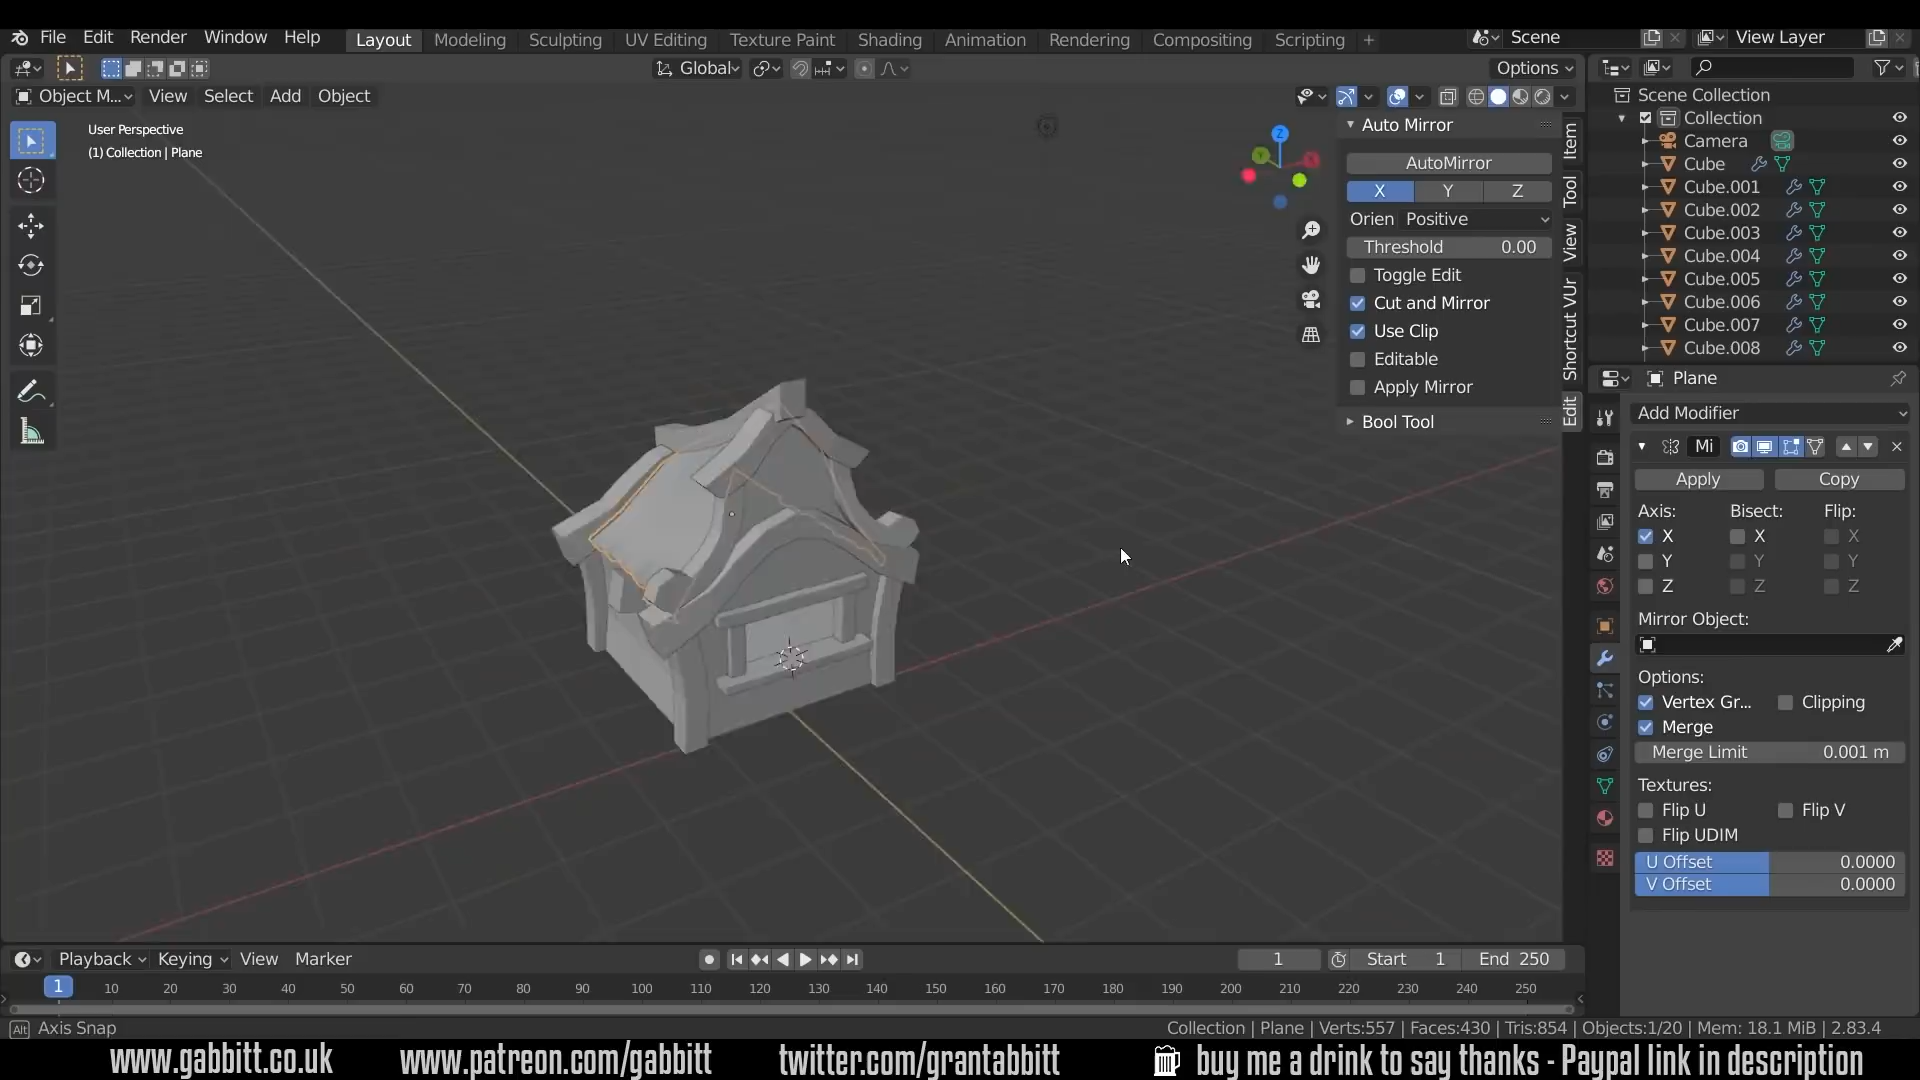 File Edit Render Window Help Layout Modeling Sculpting UV Editing Texture Paint Shading Animation Rendering Compositing Scripting + Scene View Layer
Global Options
Object M... View Select Add Object
User Perspective
(1) Collection | Plane
Z
Auto Mirror
AutoMirror
X Y Z
Orien Positive
Threshold 0.00
Toggle Edit
Cut and Mirror
Use Clip
Editable
Apply Mirror
Bool Tool
Item
Tool
View
Shortcut VUr
Edit
Scene Collection
Collection
Camera
Cube
Cube.001
Cube.002
Cube.003
Cube.004
Cube.005
Cube.006
Cube.007
Cube.008
Plane
Add Modifier
Mi
Apply Copy
Axis: Bisect: Flip:
X X X
Y Y Y
Z Z Z
Mirror Object:
Options:
Vertex Gr... Clipping
Merge
Merge Limit 0.001 m
Textures:
Flip U Flip V
Flip UDIM
U Offset 0.0000
V Offset 0.0000
Playback Keying View Marker 1 Start 1 End 250
1 10 20 30 40 50 60 70 80 90 100 110 120 130 140 150 160 170 180 190 200 210 220 230 240 250
Alt Axis Snap Collection | Plane | Verts:557 | Faces:430 | Tris:854 | Objects:1/20 | Mem: 18.1 MiB | 2.83.4
www.gabbitt.co.uk www.patreon.com/gabbitt twitter.com/grantabbitt buy me a drink to say thanks - Paypal link in description